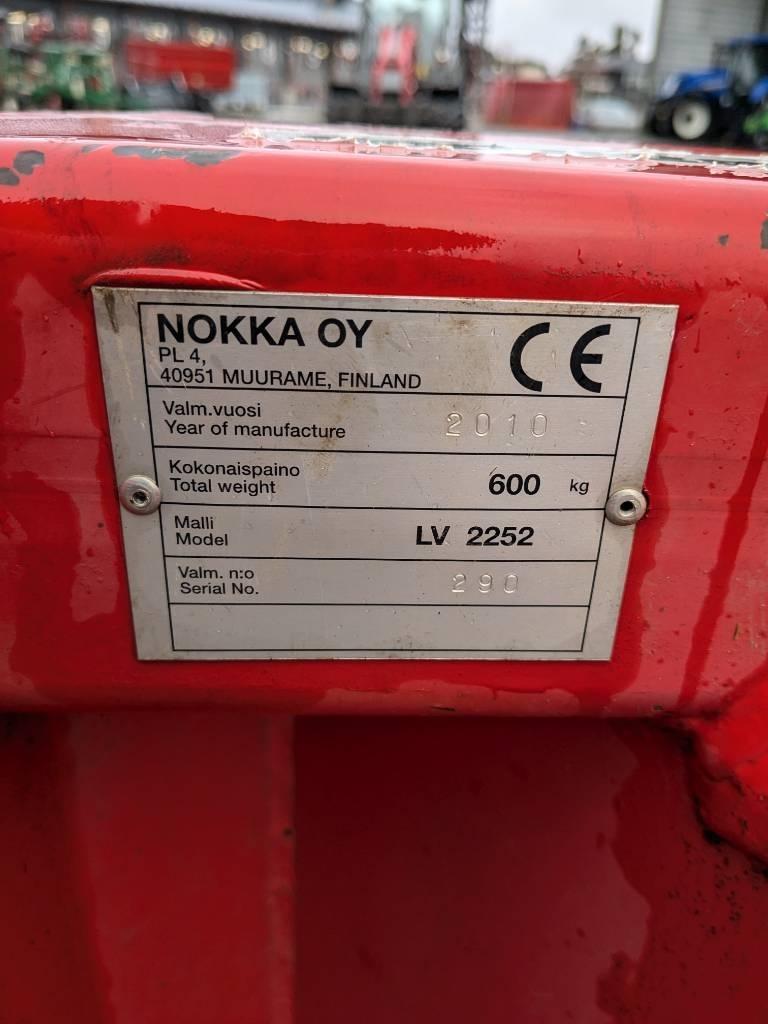 NOKKA OY
PL 4,
40951 MUURAME, FINLAND
CE
Valm.vuosi
Year of manufacture 2010
Kokonaispaino
Total weight 600 kg
Malli
Model LV 2252
Valm. n:o
Serial No. 290